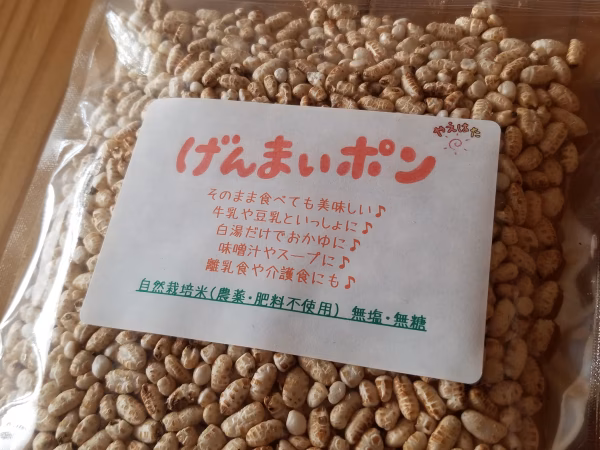 やえはた
げんまいポン
そのまま食べても美味しい♪
牛乳や豆乳といっしょに♪
白湯だけでおかゆに♪
味噌汁やスープに♪
離乳食や介護食にも♪
自然栽培米(農薬・肥料不使用) 無塩・無糖